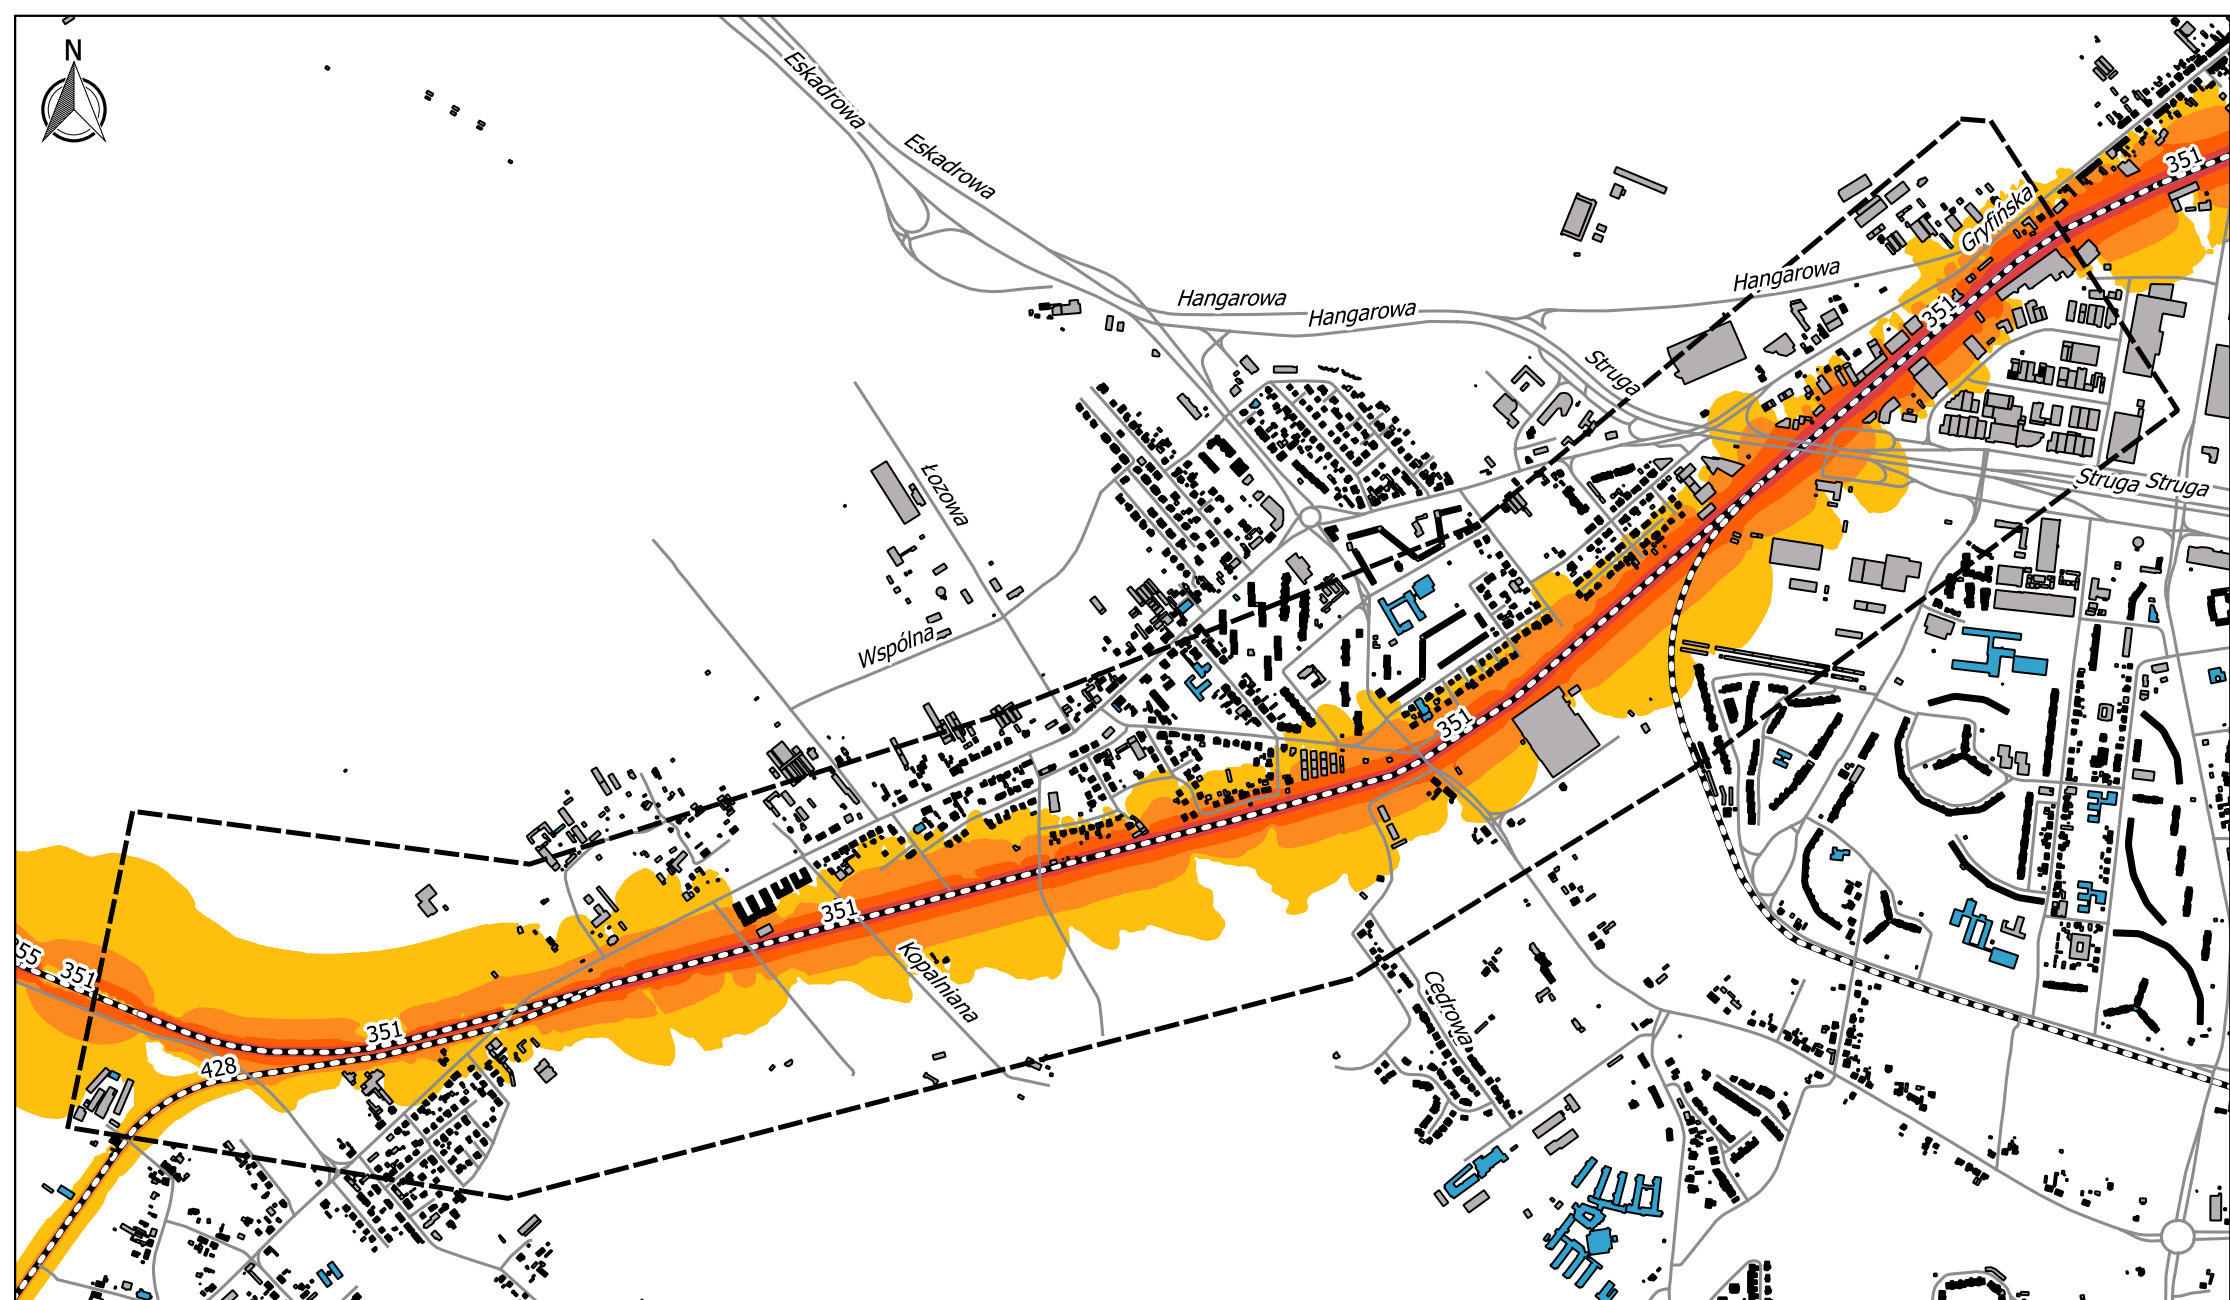 N
Eskadrowa
Eskadrowa
351
Gryfińska
Hangarowa
Hangarowa
Hangarowa
351
Struga
Struga
Struga
Łozowa
Wspólna
351
351
Kopalniana
55
351
Cedrowa
351
428